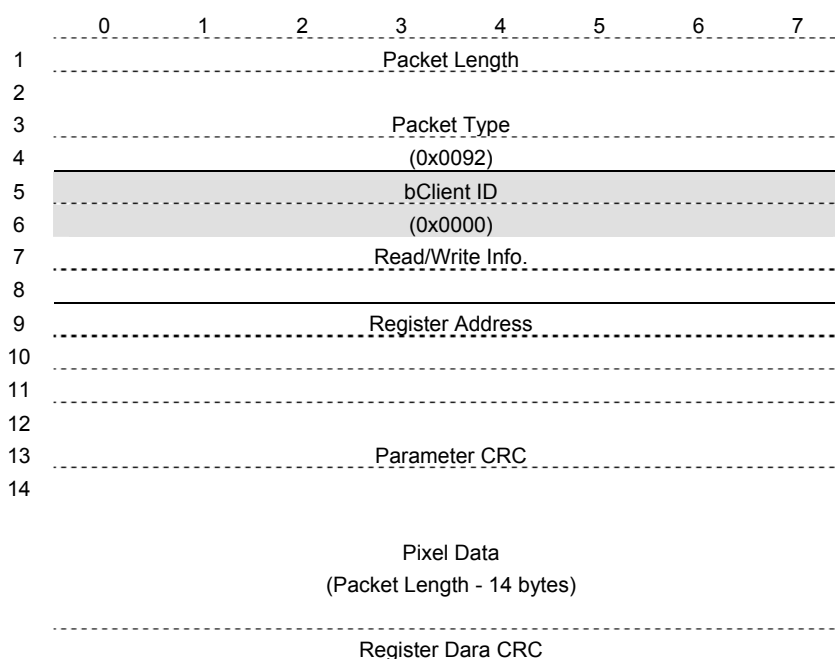 0 1 2 3 4 5 6 7
1 Packet Length
2
3 Packet Type
4 (0x0092)
5 bClient ID
6 (0x0000)
7 Read/Write Info.
8
9 Register Address
10
11
12
13 Parameter CRC
14
Pixel Data
(Packet Length - 14 bytes)
Register Dara CRC